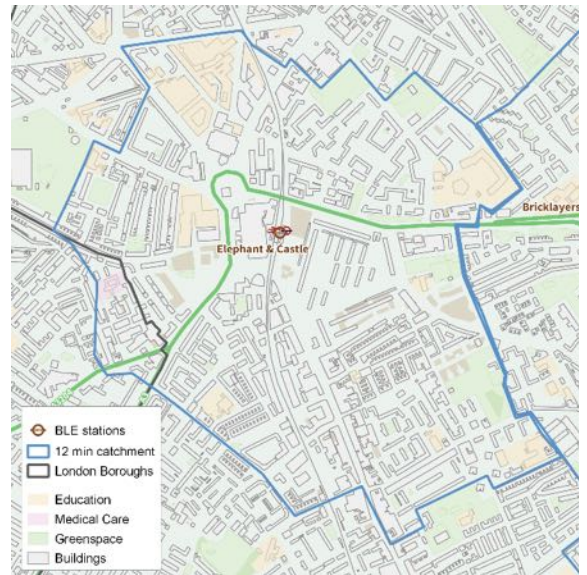 Bricklayers
Elephant & Castle
BLE stations
12 min catchment
London Boroughs
Education
Medical Care
Greenspace
Buildings